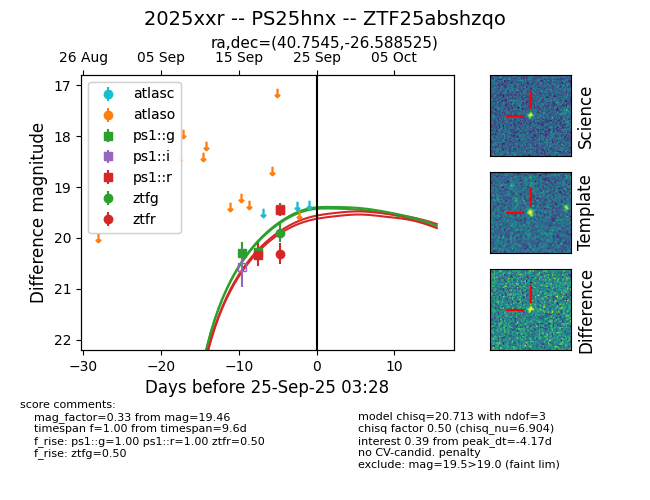 2025xxr -- PS25hnx -- ZTF25abshzqo
ra,dec=(40.7545,-26.588525)
26 Aug 05 Sep 15 Sep 25 Sep 05 Oct
17
18
19
20
21
22
Difference magnitude
atlasc
atlaso
ps1::g
ps1::i
ps1::r
ztfg
ztfr
−30 −20 −10 0 10
Days before 25-Sep-25 03:28
Science
Template
Difference
score comments:
mag_factor=0.33 from mag=19.46
timespan f=1.00 from timespan=9.6d
f_rise: ps1::g=1.00 ps1::r=1.00 ztfr=0.50
f_rise: ztfg=0.50
model chisq=20.713 with ndof=3
chisq factor 0.50 (chisq_nu=6.904)
interest 0.39 from peak_dt=-4.17d
no CV-candid. penalty
exclude: mag=19.5>19.0 (faint lim)